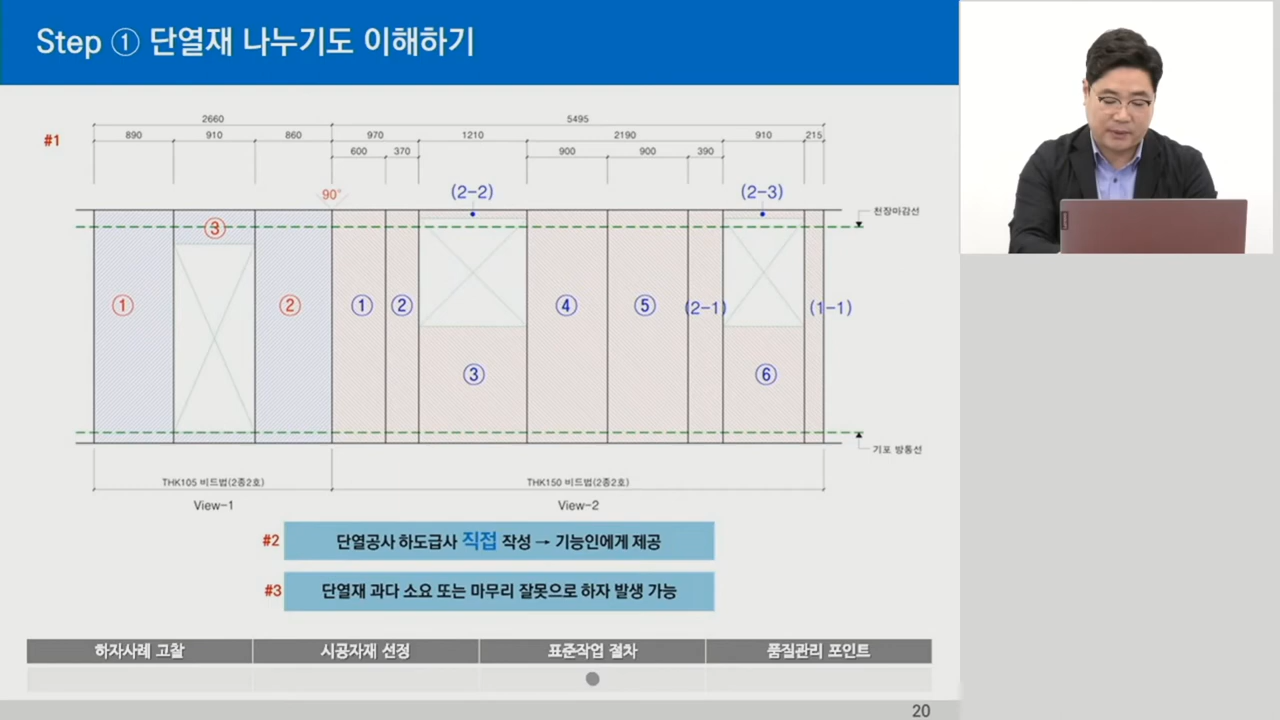 Step ① 단열재 나누기도 이해하기
#1
2660 5495
890 910 860 970 1210 2190 910 215
600 370 900 900 390
90° (2-2) (2-3)
천장마감선
③
① ② ① ② ④ ⑤ (2-1) (1-1)
③ ⑥
기포 방통선
THK105 비드법(2종2호) THK150 비드법(2종2호)
View-1 View-2
#2 단열공사 하도급사 직접 작성 → 기능인에게 제공
#3 단열재 과다 소요 또는 마무리 잘못으로 하자 발생 가능
하자사례 고찰 시공자재 선정 표준작업 절차 품질관리 포인트
20